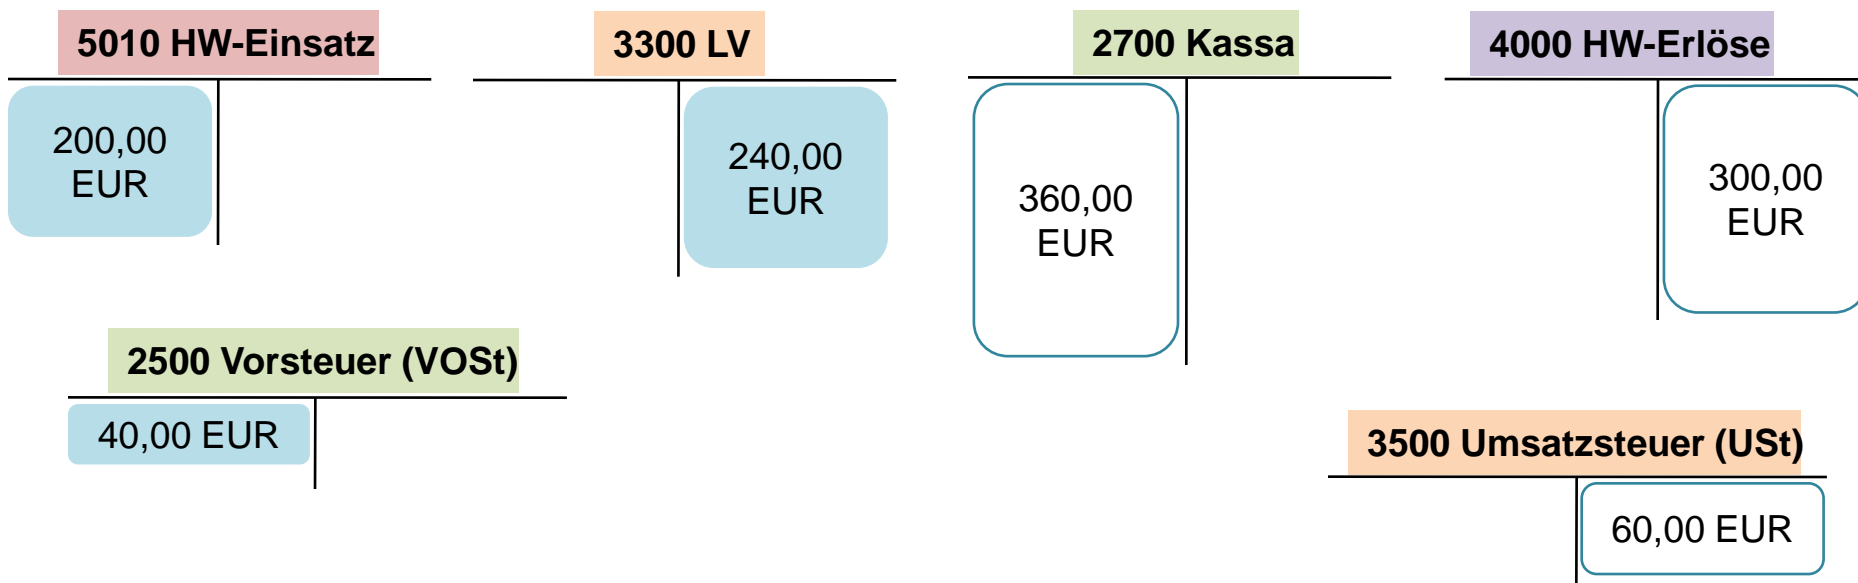 5010 HW-Einsatz
200,00
EUR
3300 LV
240,00
EUR
2700 Kassa
360,00
EUR
4000 HW-Erlöse
300,00
EUR
2500 Vorsteuer (VOSt)
40,00 EUR
3500 Umsatzsteuer (USt)
60,00 EUR